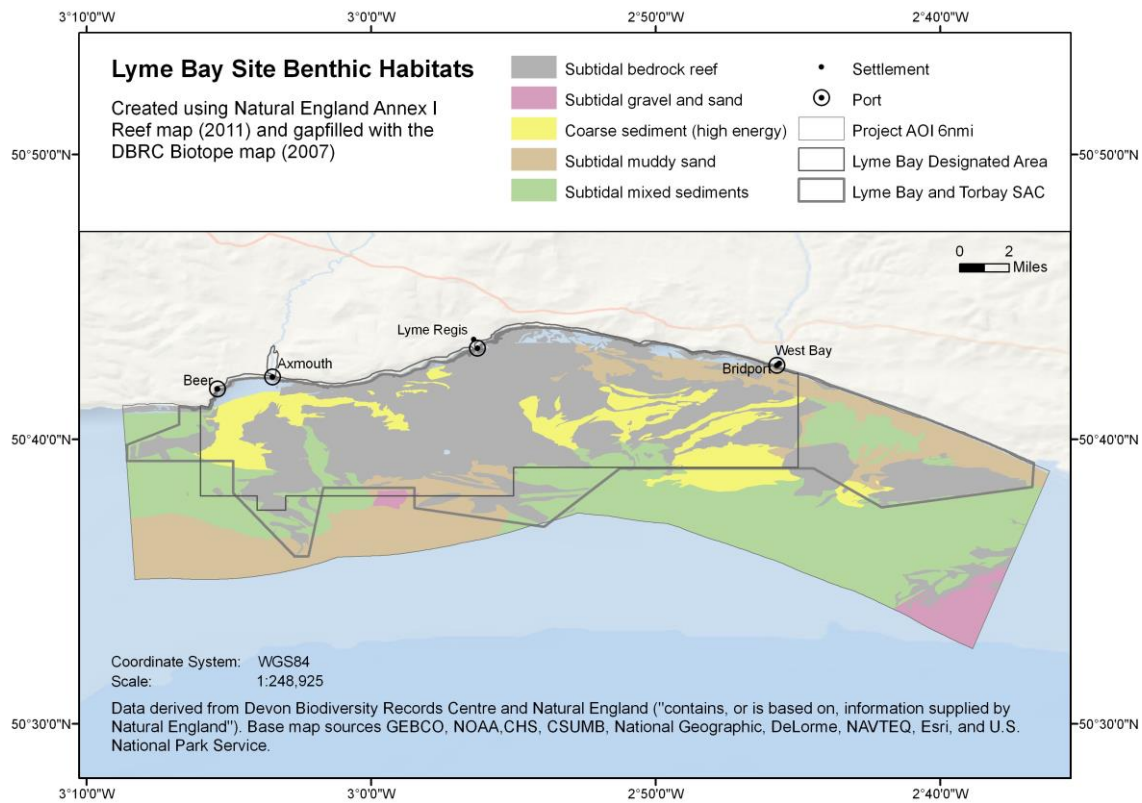 3°10'0"W
3°0'0"W
2°50'0"W
2°40'0"W
Lyme Bay Site Benthic Habitats
Created using Natural England Annex I
Reef map (2011) and gapfilled with the
DBRC Biotope map (2007)
Subtidal bedrock reef
Subtidal gravel and sand
Coarse sediment (high energy)
Subtidal muddy sand
Subtidal mixed sediments
Settlement
Port
Project AOI 6nmi
Lyme Bay Designated Area
Lyme Bay and Torbay SAC
50°50'0"N
50°50'0"N
0 2
Miles
Lyme Regis
West Bay
Axmouth
Bridport
Beer
50°40'0"N
50°40'0"N
Coordinate System: WGS84
Scale: 1:248,925
Data derived from Devon Biodiversity Records Centre and Natural England ("contains, or is based on, information supplied by
Natural England"). Base map sources GEBCO, NOAA,CHS, CSUMB, National Geographic, DeLorme, NAVTEQ, Esri, and U.S.
National Park Service.
50°30'0"N
50°30'0"N
3°10'0"W
3°0'0"W
2°50'0"W
2°40'0"W